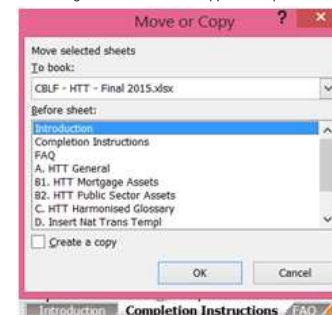 Move or Copy ? ×
Move selected sheets
To book:
CBLF - HTT - Final 2015.xlsx
Before sheet:
Introduction
Completion Instructions
FAQ
A. HTT General
B1. HTT Mortgage Assets
B2. HTT Public Sector Assets
C. HTT Harmonised Glossary
D. Insert Nat Trans Templ
Create a copy
OK Cancel
Introduction Completion Instructions FAQ